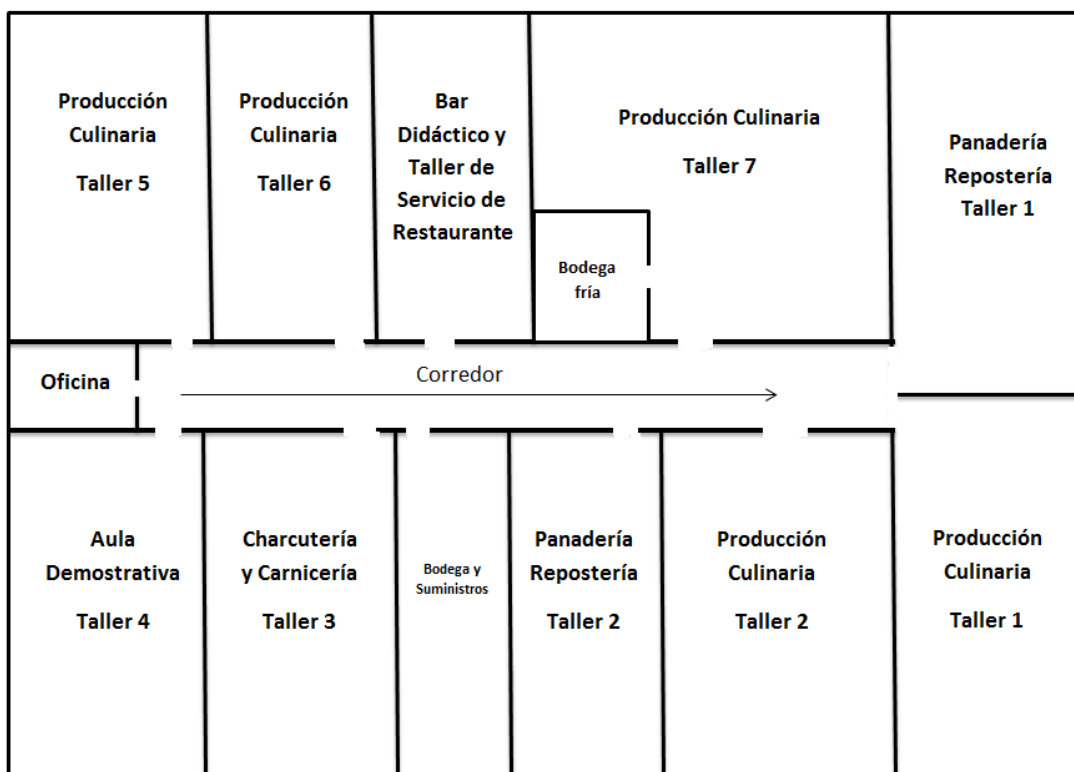 Producción
Culinaria
Taller 5
Producción
Culinaria
Taller 6
Bar
Didáctico y
Taller de
Servicio de
Restaurante
Producción Culinaria
Taller 7
Bodega
fría
Panadería
Repostería
Taller 1
Oficina
Corredor
Aula
Demostrativa
Taller 4
Charcutería
y Carnicería
Taller 3
Bodega y
Suministros
Panadería
Repostería
Taller 2
Producción
Culinaria
Taller 2
Producción
Culinaria
Taller 1